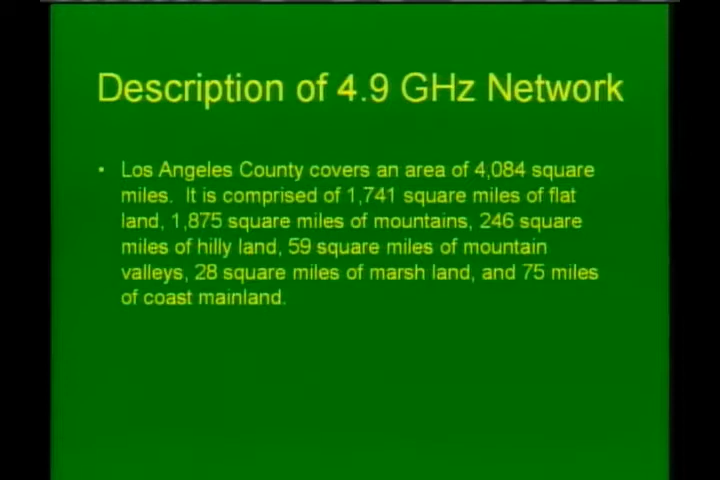 Description of 4.9 GHz Network
• Los Angeles County covers an area of 4,084 square
miles.  It is comprised of 1,741 square miles of flat
land, 1,875 square miles of mountains, 246 square
miles of hilly land, 59 square miles of mountain
valleys, 28 square miles of marsh land, and 75 miles
of coast mainland.